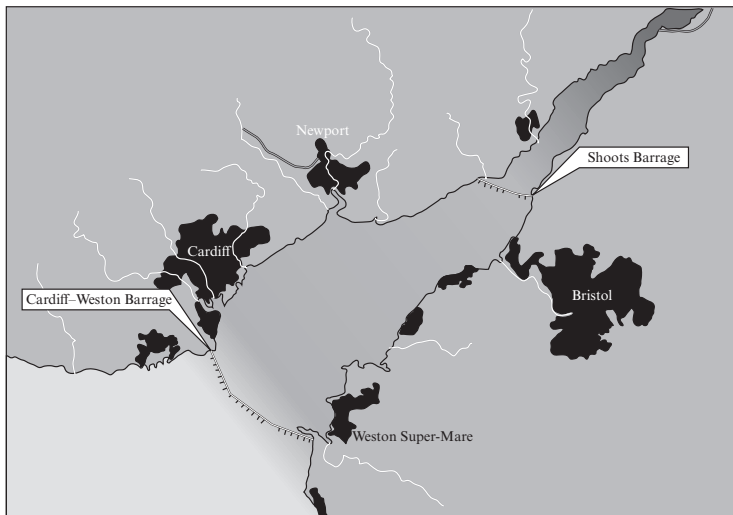 Newport
Shoots Barrage
Cardiff
Cardiff–Weston Barrage
Bristol
Weston Super-Mare